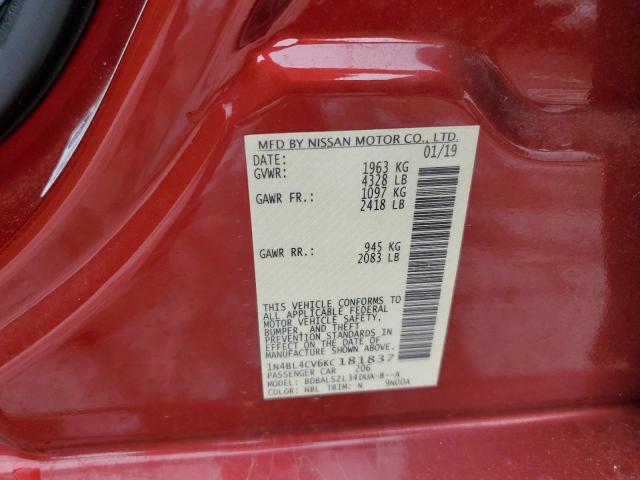 MFD BY NISSAN MOTOR CO., LTD.
DATE: 01/19
GVWR: 1963 KG
4328 LB
GAWR FR.: 1097 KG
2418 LB
GAWR RR.: 945 KG
2083 LB
THIS VEHICLE CONFORMS TO
ALL APPLICABLE FEDERAL
MOTOR VEHICLE SAFETY,
BUMPER, AND THEFT
PREVENTION STANDARDS IN
EFFECT ON THE DATE OF
MANUFACTURE SHOWN ABOVE.
1N4BL4CV6KC181837
PASSENGER CAR 206
MODEL: BDBALSZL34DUA-B--A
COLOR: NBL TRIM: N 9N00A